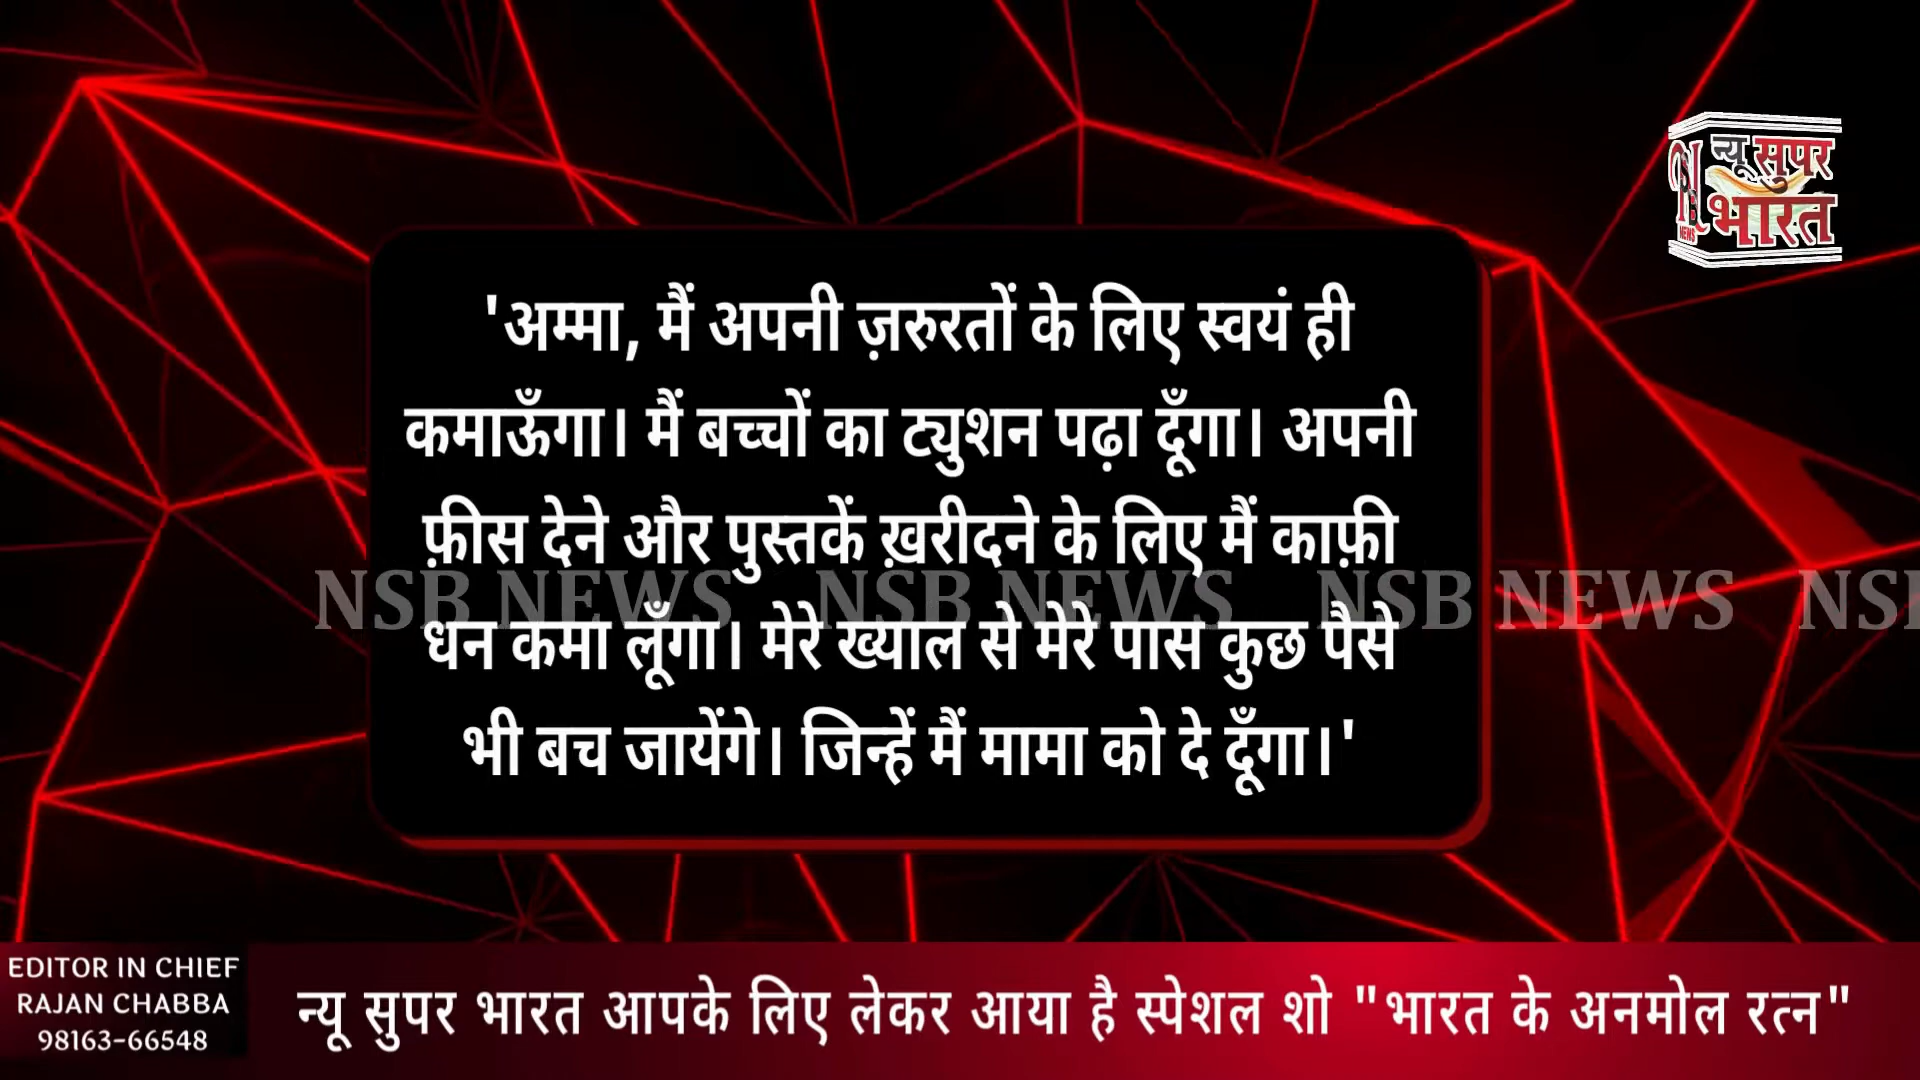 न्यू सुपर
भारत
NEWS
'अम्मा, मैं अपनी ज़रुरतों के लिए स्वयं ही
कमाऊँगा। मैं बच्चों का ट्युशन पढ़ा दूँगा। अपनी
फ़ीस देने और पुस्तकें ख़रीदने के लिए मैं काफ़ी
NSB NEWS NSB NEWS NSB NEWS NSB
धन कमा लूँगा। मेरे ख्याल से मेरे पास कुछ पैसे
भी बच जायेंगे। जिन्हें मैं मामा को दे दूँगा।'
EDITOR IN CHIEF
RAJAN CHABBA
98163-66548
न्यू सुपर भारत आपके लिए लेकर आया है स्पेशल शो "भारत के अनमोल रत्न"